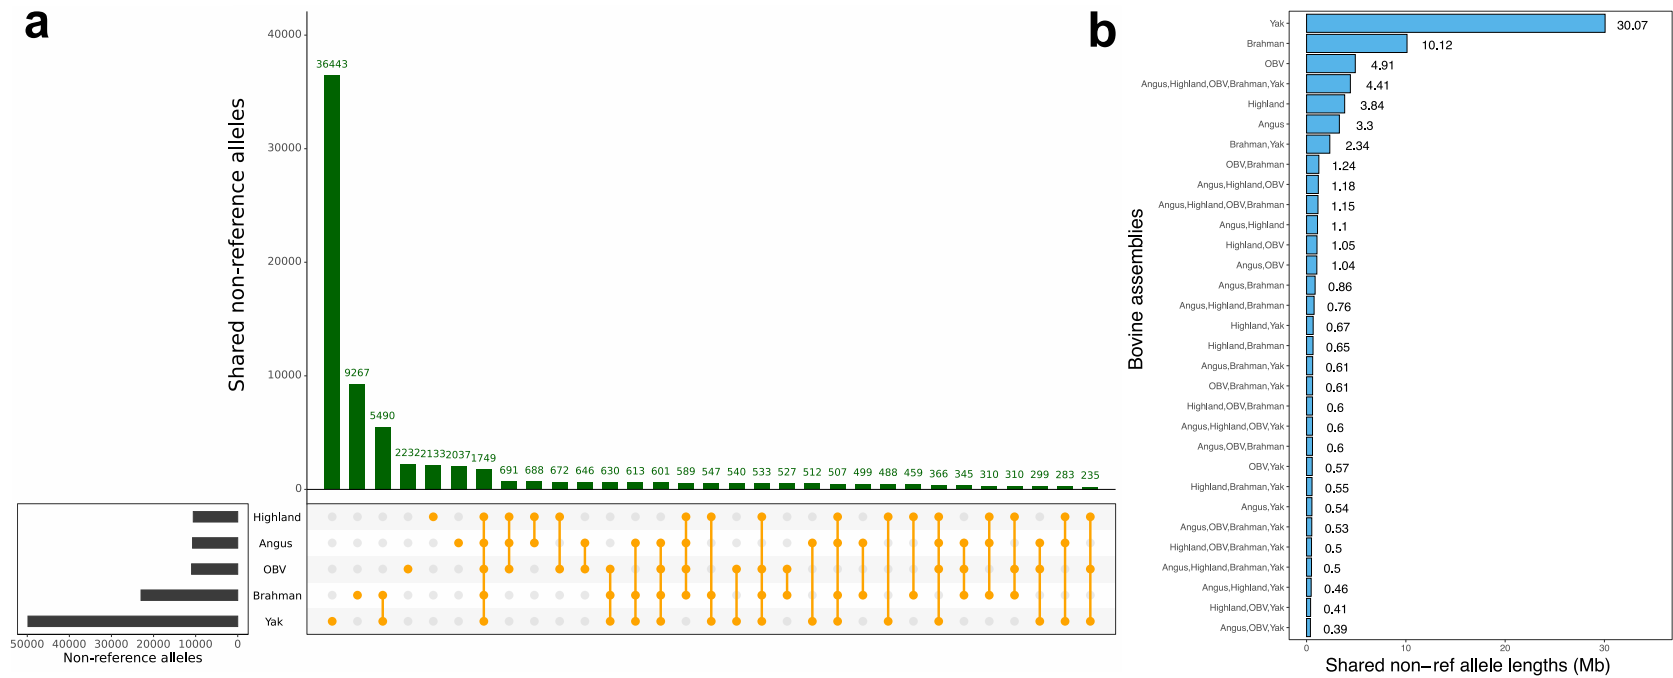 a
Shared non-reference alleles
40000
30000
20000
10000
0
36443
9267
5490
2232
2133
2037
1749
691
688
672
646
630
613
601
589
547
540
533
527
512
507
499
488
459
366
345
310
310
299
283
235
Highland
Angus
OBV
Brahman
Yak
50000 40000 30000 20000 10000 0
Non-reference alleles
b
Bovine assemblies
Yak 30.07
Brahman 10.12
OBV 4.91
Angus,Highland,OBV,Brahman,Yak 4.41
Highland 3.84
Angus 3.3
Brahman,Yak 2.34
OBV,Brahman 1.24
Angus,Highland,OBV 1.18
Angus,Highland,OBV,Brahman 1.15
Angus,Highland 1.1
Highland,OBV 1.05
Angus,OBV 1.04
Angus,Brahman 0.86
Angus,Highland,Brahman 0.76
Highland,Yak 0.67
Highland,Brahman 0.65
Angus,Brahman,Yak 0.61
OBV,Brahman,Yak 0.61
Highland,OBV,Brahman 0.6
Angus,Highland,OBV,Yak 0.6
Angus,OBV,Brahman 0.6
OBV,Yak 0.57
Highland,Brahman,Yak 0.55
Angus,Yak 0.54
Angus,OBV,Brahman,Yak 0.53
Highland,OBV,Brahman,Yak 0.5
Angus,Highland,Brahman,Yak 0.5
Angus,Highland,Yak 0.46
Highland,OBV,Yak 0.41
Angus,OBV,Yak 0.39
0 10 20 30
Shared non−ref allele lengths (Mb)